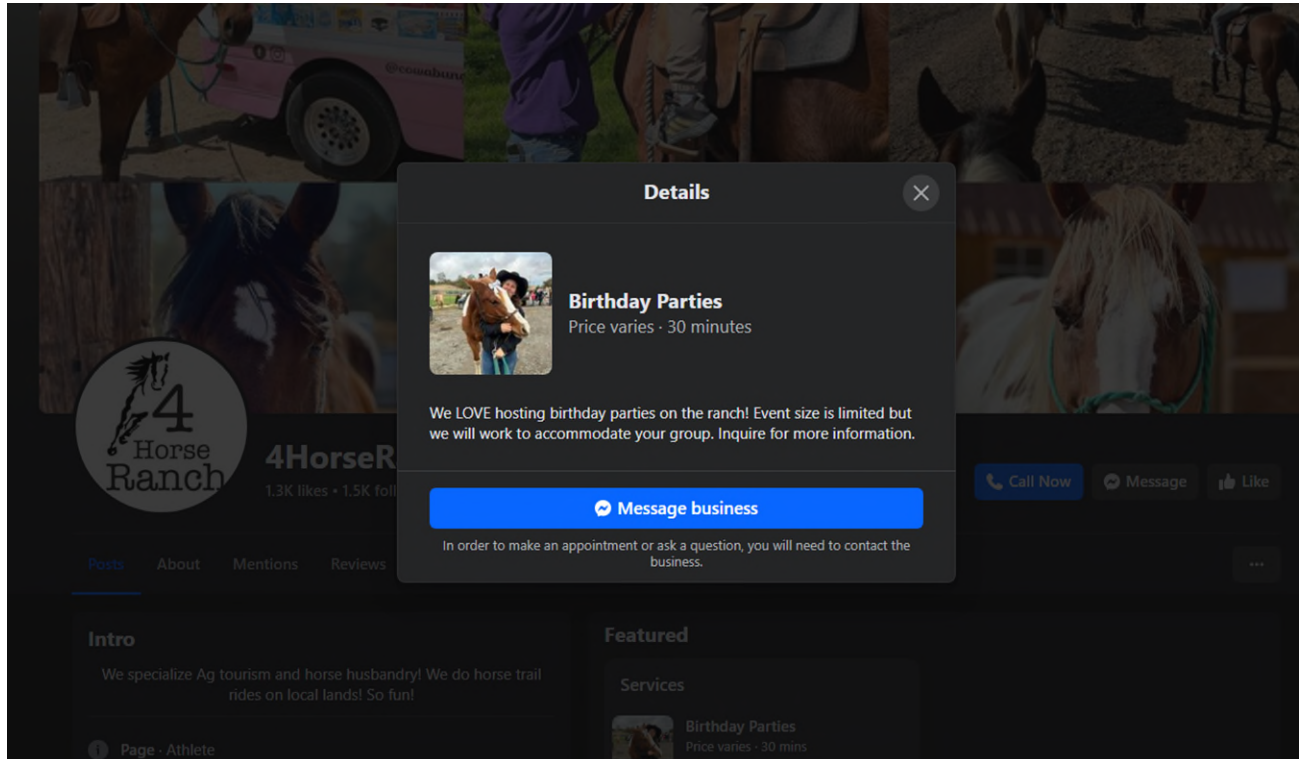 @cowabun
Details
Birthday Parties
Price varies · 30 minutes
We LOVE hosting birthday parties on the ranch! Event size is limited but
we will work to accommodate your group. Inquire for more information.
Message business
In order to make an appointment or ask a question, you will need to contact the
business.
4
Horse
Ranch
4HorseR
1.3K likes • 1.5K foll
Call Now
Message
Like
Posts
About
Mentions
Reviews
Intro
We specialize Ag tourism and horse husbandry! We do horse trail
rides on local lands! So fun!
Page · Athlete
Featured
Services
Birthday Parties
Price varies · 30 mins